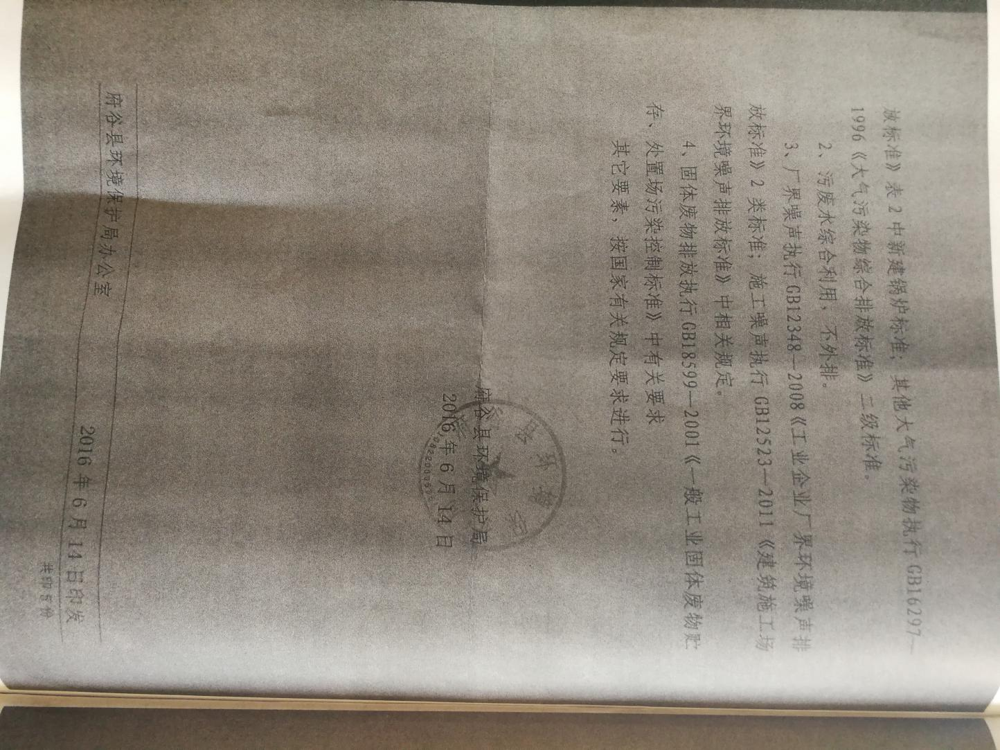 放标准》表2中新建锅炉标准；其他大气污染物执行GB16297—
1996《大气污染物综合排放标准》二级标准。
2、污废水综合利用，不外排。
3、厂界噪声执行GB12348—2008《工业企业厂界环境噪声排
放标准》2类标准；施工噪声执行GB12523—2011《建筑施工场
界环境噪声排放标准》中相关规定。
4、固体废物排放执行GB18599—2001《一般工业固体废物贮
存、处置场污染控制标准》中有关要求
其它要素，按国家有关规定要求进行。
府谷县环境保护局
2016年6月14日
府谷县环境保护局办公室 2016年6月14日印发
共印 份